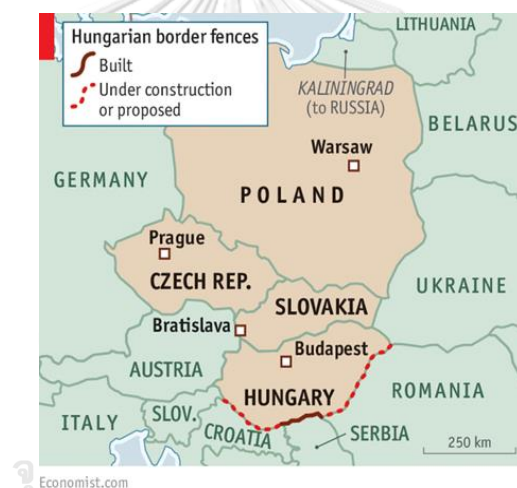 Hungarian border fences
Built
Under construction
or proposed
LITHUANIA
KALININGRAD
(to RUSSIA)
BELARUS
Warsaw
GERMANY
POLAND
Prague
CZECH REP.
UKRAINE
SLOVAKIA
Bratislava
Budapest
AUSTRIA
HUNGARY
ROMANIA
ITALY
SLOV.
CROATIA
SERBIA
250 km
Economist.com